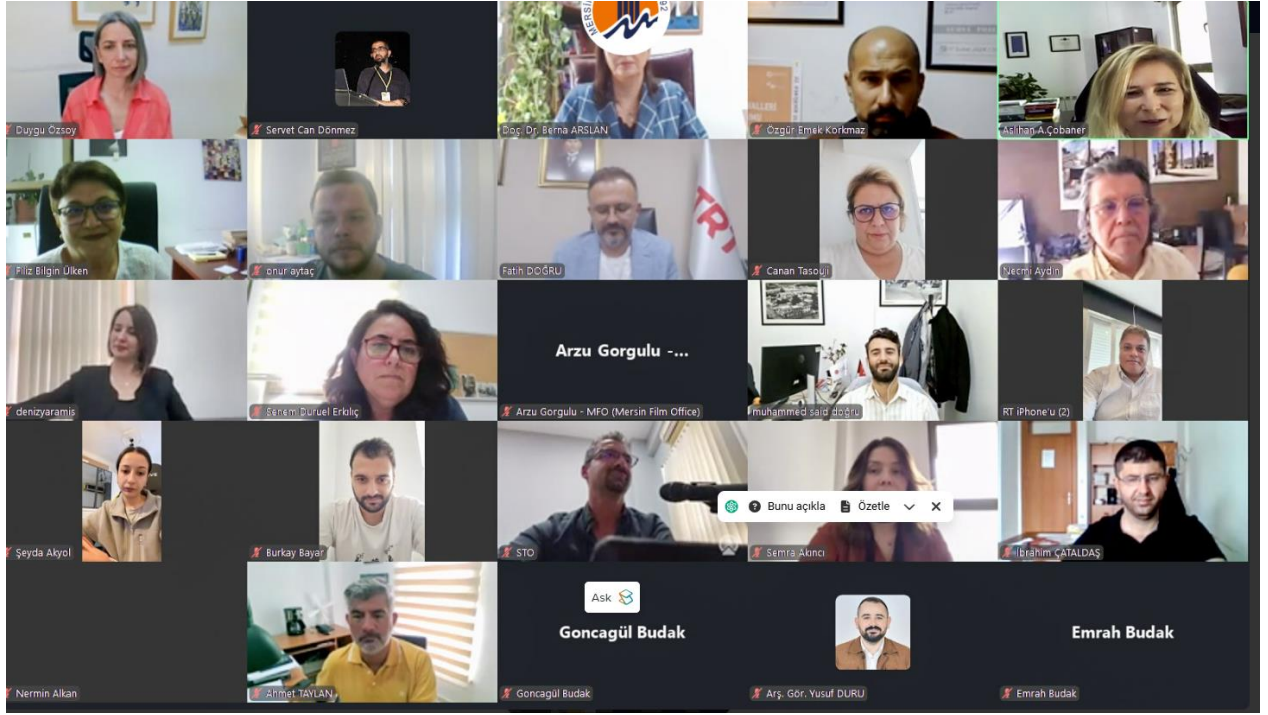 MERSİ
92
Duygu Özsoy
Servet Can Dönmez
Doç. Dr. Berna ARSLAN
Özgür Emek Korkmaz
Aslıhan A.Çobaner
Filiz Bilgin Ülken
onur aytaç
Fatih DOĞRU
TRT
Canan Tasouji
Necmi Aydın
denizyaramis
Senem Duruel Erkılıç
Arzu Gorgulu -...
Arzu Gorgulu - MFO (Mersin Film Office)
muhammed said doğru
RT iPhone'u (2)
Şeyda Akyol
Burkay Bayar
STO
Bunu açıkla
Özetle
Semra Akıncı
İbrahim ÇATALDAŞ
Nermin Alkan
Ahmet TAYLAN
Ask
Goncagül Budak
Goncagül Budak
Arş. Gör. Yusuf DURU
Emrah Budak
Emrah Budak